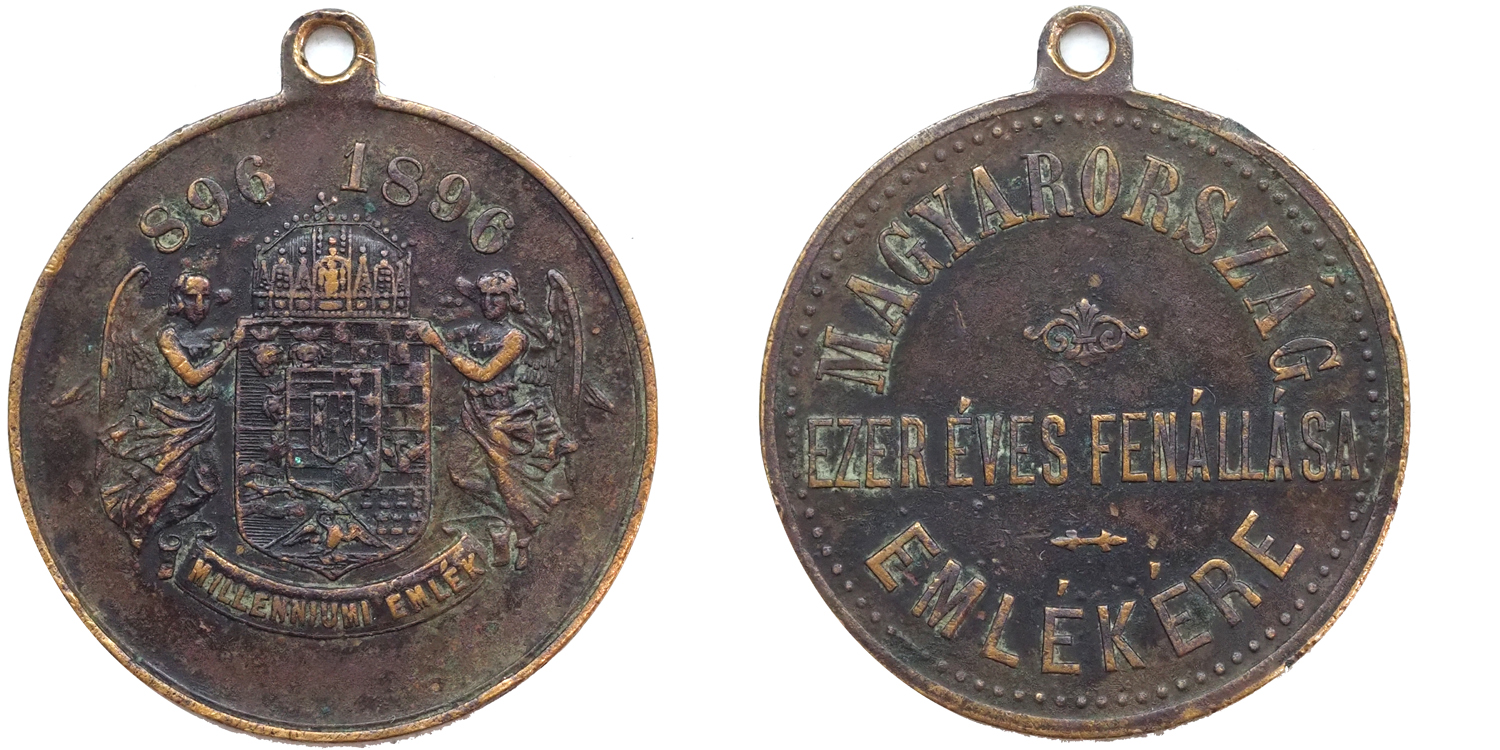 896 1896
MILLENNIUMI EMLÉK
MAGYARORSZÁG
EZER ÉVES FENÁLLÁSA
EMLÉKÉRE